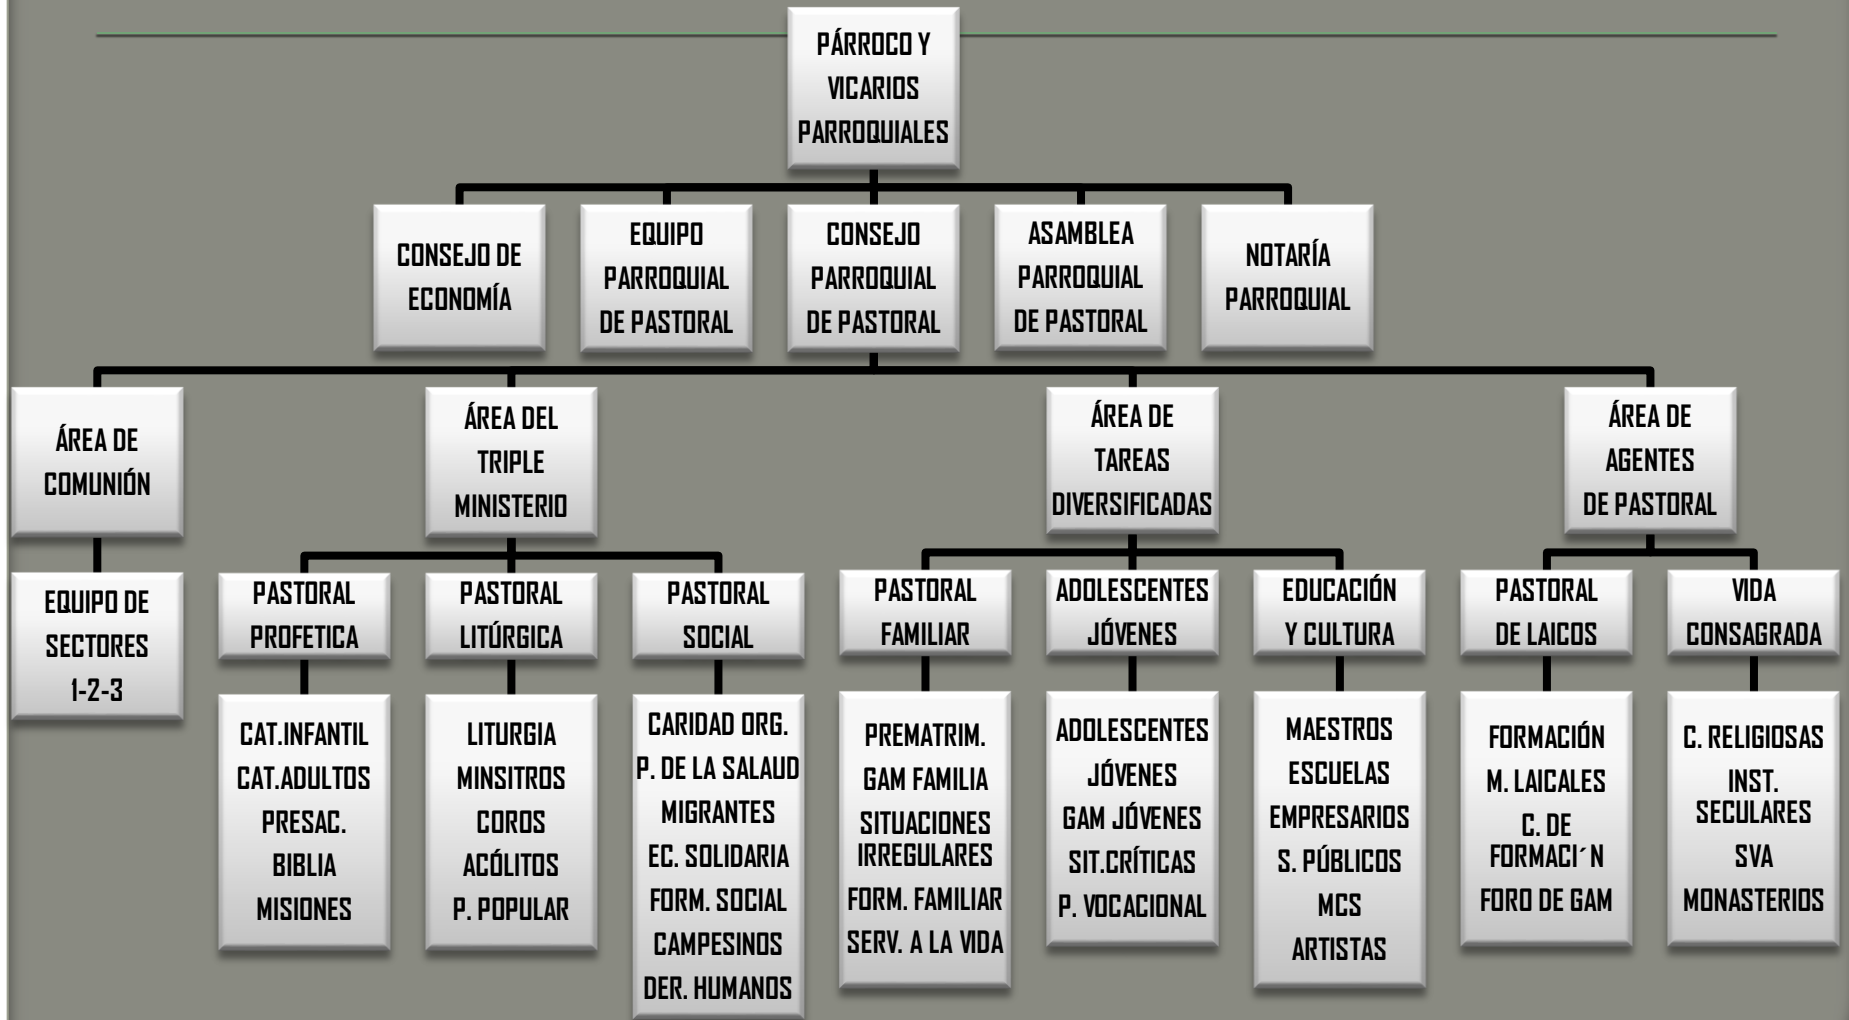 PÁRROCO Y
VICARIOS
PARROQUIALES
CONSEJO DE
ECONOMÍA
EQUIPO
PARROQUIAL
DE PASTORAL
CONSEJO
PARROQUIAL
DE PASTORAL
ASAMBLEA
PARROQUIAL
DE PASTORAL
NOTARÍA
PARROQUIAL
ÁREA DE
COMUNIÓN
ÁREA DEL
TRIPLE
MINISTERIO
ÁREA DE
TAREAS
DIVERSIFICADAS
ÁREA DE
AGENTES
DE PASTORAL
EQUIPO DE
SECTORES
1-2-3
PASTORAL
PROFETICA
PASTORAL
LITÚRGICA
PASTORAL
SOCIAL
PASTORAL
FAMILIAR
ADOLESCENTES
JÓVENES
EDUCACIÓN
Y CULTURA
PASTORAL
DE LAICOS
VIDA
CONSAGRADA
CAT.INFANTIL
CAT.ADULTOS
PRESAC.
BIBLIA
MISIONES
LITURGIA
MINSITROS
COROS
ACÓLITOS
P. POPULAR
CARIDAD ORG.
P. DE LA SALAUD
MIGRANTES
EC. SOLIDARIA
FORM. SOCIAL
CAMPESINOS
DER. HUMANOS
PREMATRIM.
GAM FAMILIA
SITUACIONES
IRREGULARES
FORM. FAMILIAR
SERV. A LA VIDA
ADOLESCENTES
JÓVENES
GAM JÓVENES
SIT.CRÍTICAS
P. VOCACIONAL
MAESTROS
ESCUELAS
EMPRESARIOS
S. PÚBLICOS
MCS
ARTISTAS
FORMACIÓN
M. LAICALES
C. DE
FORMACI´N
FORO DE GAM
C. RELIGIOSAS
INST.
SECULARES
SVA
MONASTERIOS